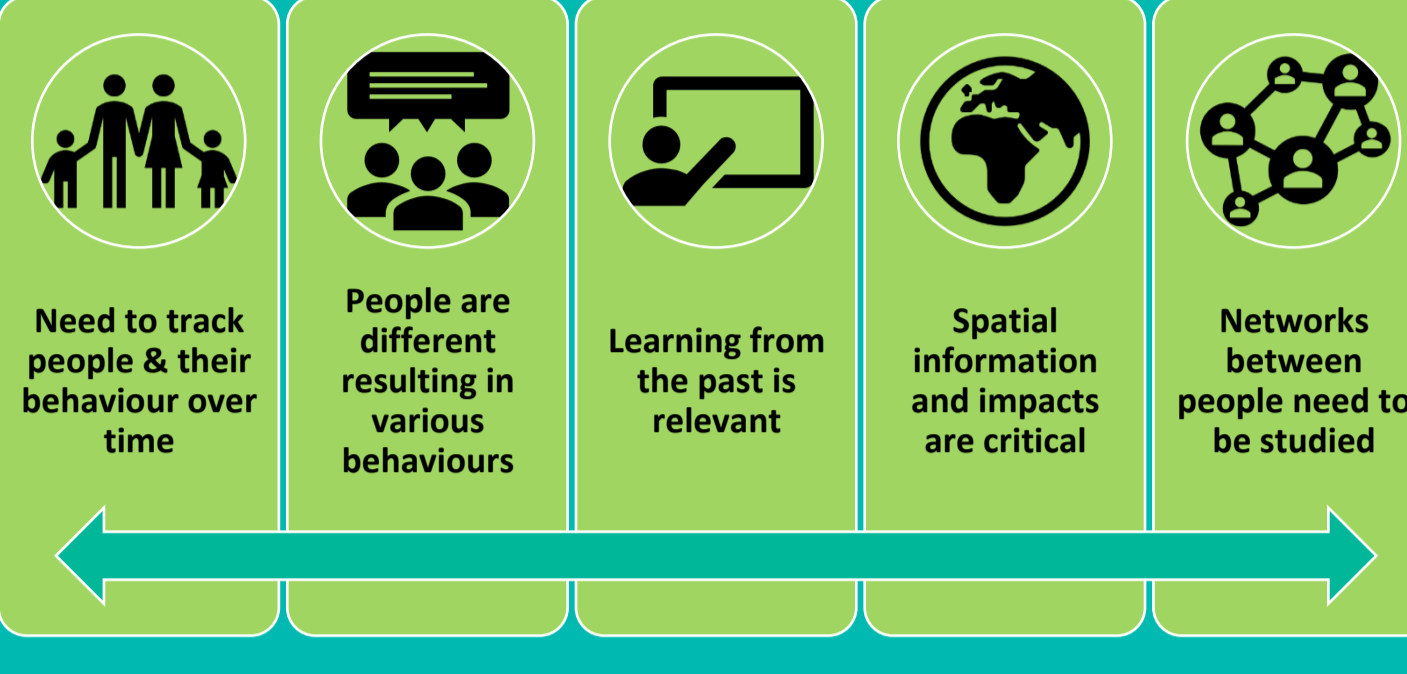 Need to track
people & their
behaviour over
time
People are
different
resulting in
various
behaviours
Learning from
the past is
relevant
Spatial
information
and impacts
are critical
Networks
between
people need to
be studied